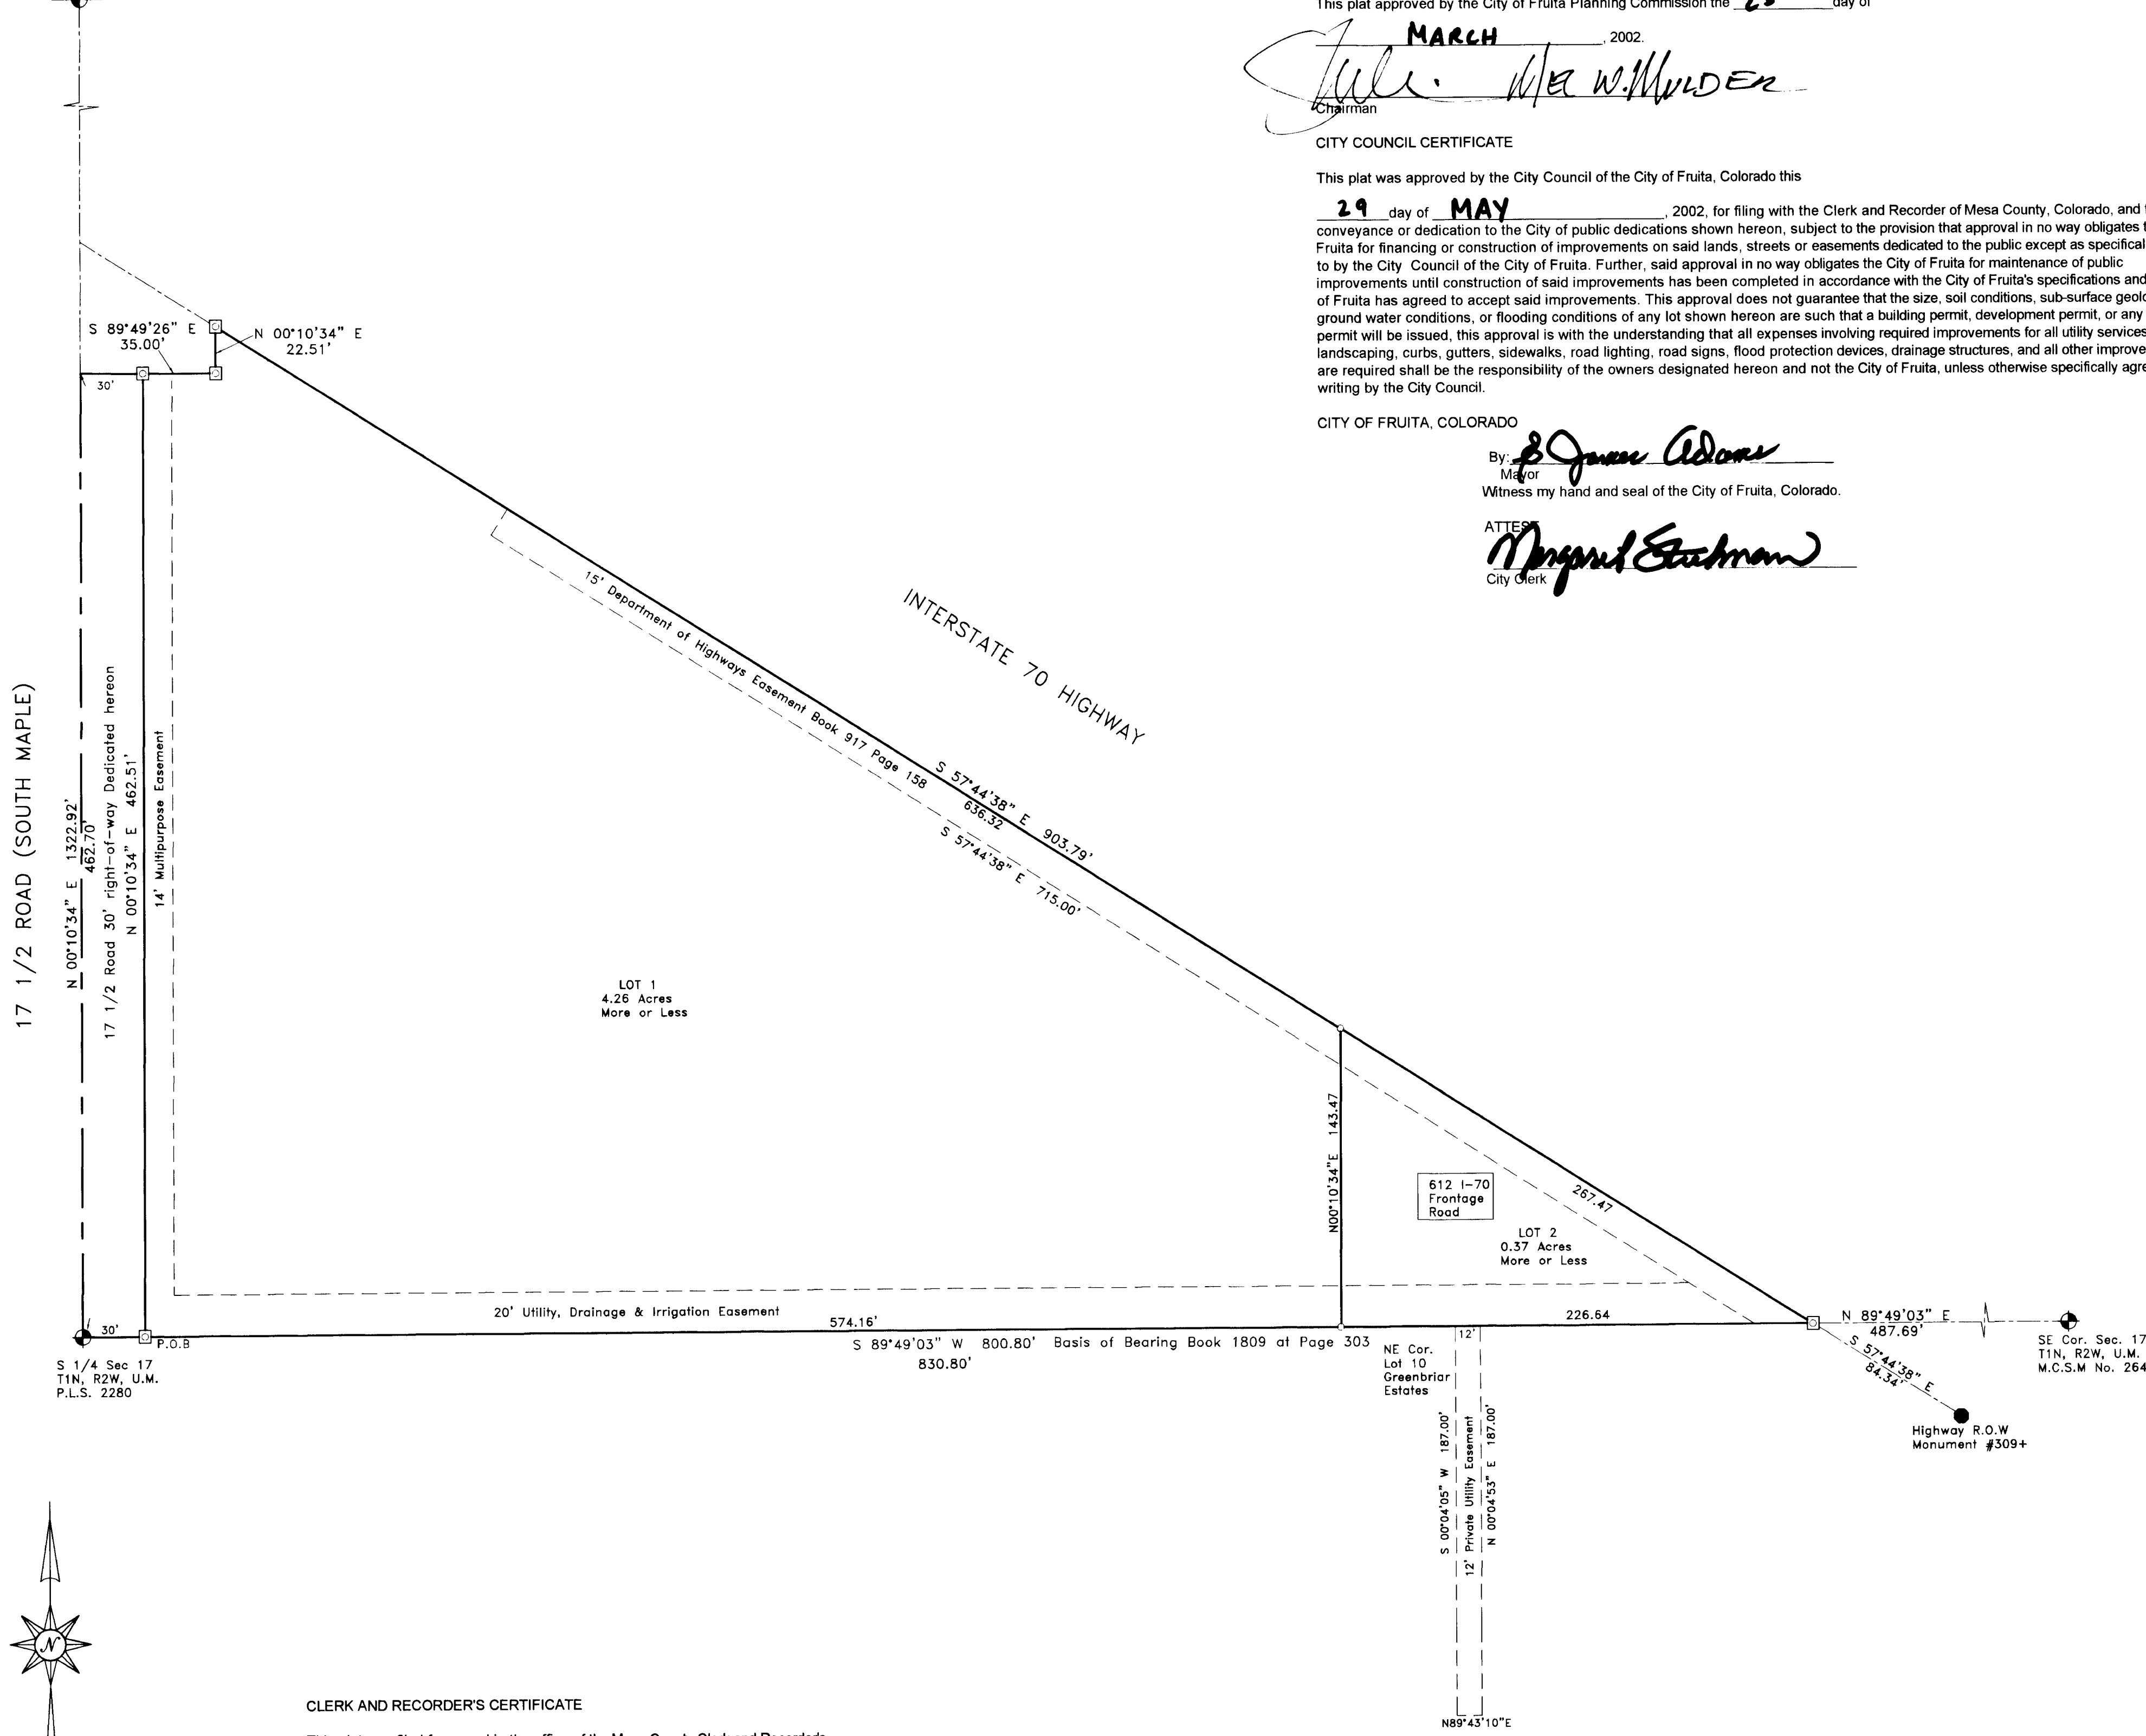 This plat approved by the City of Fruita Planning Commission the day of
MARCH, 2002.
MEL W. MULDER
Chairman
CITY COUNCIL CERTIFICATE
This plat was approved by the City Council of the City of Fruita, Colorado this
29 day of MAY, 2002, for filing with the Clerk and Recorder of Mesa County, Colorado, and
conveyance or dedication to the City of public dedications shown hereon, subject to the provision that approval in no way obligates
Fruita for financing or construction of improvements on said lands, streets or easements dedicated to the public except as specifical
to by the City Council of the City of Fruita. Further, said approval in no way obligates the City of Fruita for maintenance of public
improvements until construction of said improvements has been completed in accordance with the City of Fruita's specifications and
of Fruita has agreed to accept said improvements. This approval does not guarantee that the size, soil conditions, sub-surface geolo
ground water conditions, or flooding conditions of any lot shown hereon are such that a building permit, development permit, or any
permit will be issued, this approval is with the understanding that all expenses involving required improvements for all utility services
landscaping, curbs, gutters, sidewalks, road lighting, road signs, flood protection devices, drainage structures, and all other improve
are required shall be the responsibility of the owners designated hereon and not the City of Fruita, unless otherwise specifically agre
writing by the City Council.
CITY OF FRUITA, COLORADO
By: James Adams
Mayor
Witness my hand and seal of the City of Fruita, Colorado.
ATTEST
Margaret
City Clerk
S 89°49'26" E
35.00'
N 00°10'34" E
22.51'
30'
15' Department of Highways Easement Book 917 Page 158
INTERSTATE 70 HIGHWAY
S 57°44'38" E 903.79'
636.32
S 57°44'38" E 715.00'
17 1/2 ROAD (SOUTH MAPLE)
N 00°10'34" E 1322.92'
462.70'
17 1/2 Road 30' right-of-way Dedicated hereon
N 00°10'34" E 462.51'
14' Multipurpose Easement
LOT 1
4.26 Acres
More or Less
N00°10'34"E 143.47
612 I-70
Frontage
Road
267.47
LOT 2
0.37 Acres
More or Less
20' Utility, Drainage & Irrigation Easement
574.16'
226.64
30'
P.O.B
S 89°49'03" W 800.80' Basis of Bearing Book 1809 at Page 303
830.80'
12'
N 89°49'03" E
487.69'
S 57°44'38" E
84.34'
S 1/4 Sec 17
T1N, R2W, U.M.
P.L.S. 2280
NE Cor.
Lot 10
Greenbriar
Estates
SE Cor. Sec. 17
T1N, R2W, U.M.
M.C.S.M No. 264
Highway R.O.W
Monument #309+
S 00°04'05" W 187.00'
12' Private Utility Easement
N 00°04'53" E 187.00'
N89°43'10"E
N
CLERK AND RECORDER'S CERTIFICATE